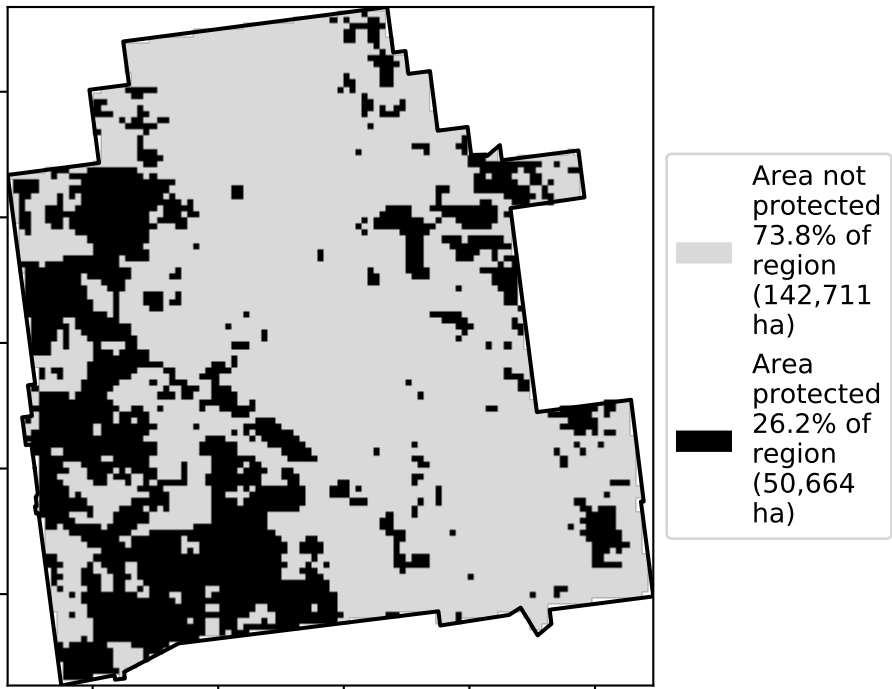 Area not
protected
73.8% of
region
(142,711
ha)
Area
protected
26.2% of
region
(50,664
ha)